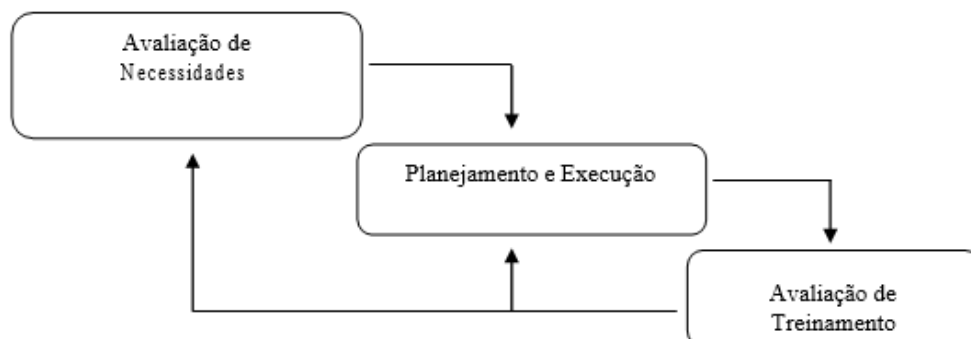 Avaliação de
Necessidades
Planejamento e Execução
Avaliação de
Treinamento